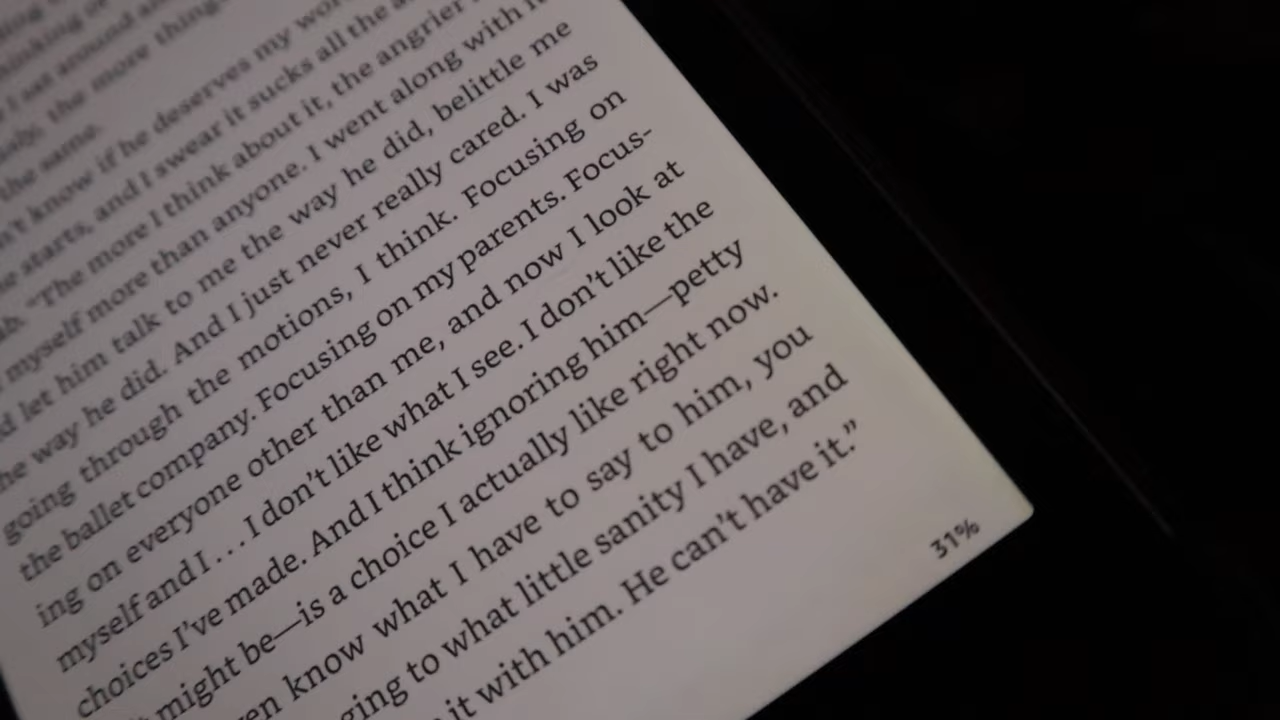 I sat around
the more thing
the same.
know if he deserves my
starts, and I swear it sucks all the
"The more I think about it, the angrier
myself more than anyone. I went along with
let him talk to me the way he did, belittle me
way he did. And I just never really cared. I was
going through the motions, I think. Focusing on
the ballet company. Focusing on my parents. Focus-
ing on everyone other than me, and now I look at
myself and I . . . I don't like what I see. I don't like the
choices I've made. And I think ignoring him—petty
might be—is a choice I actually like right now.
know what I have to say to him, you
to what little sanity I have, and
it with him. He can't have it."
31%